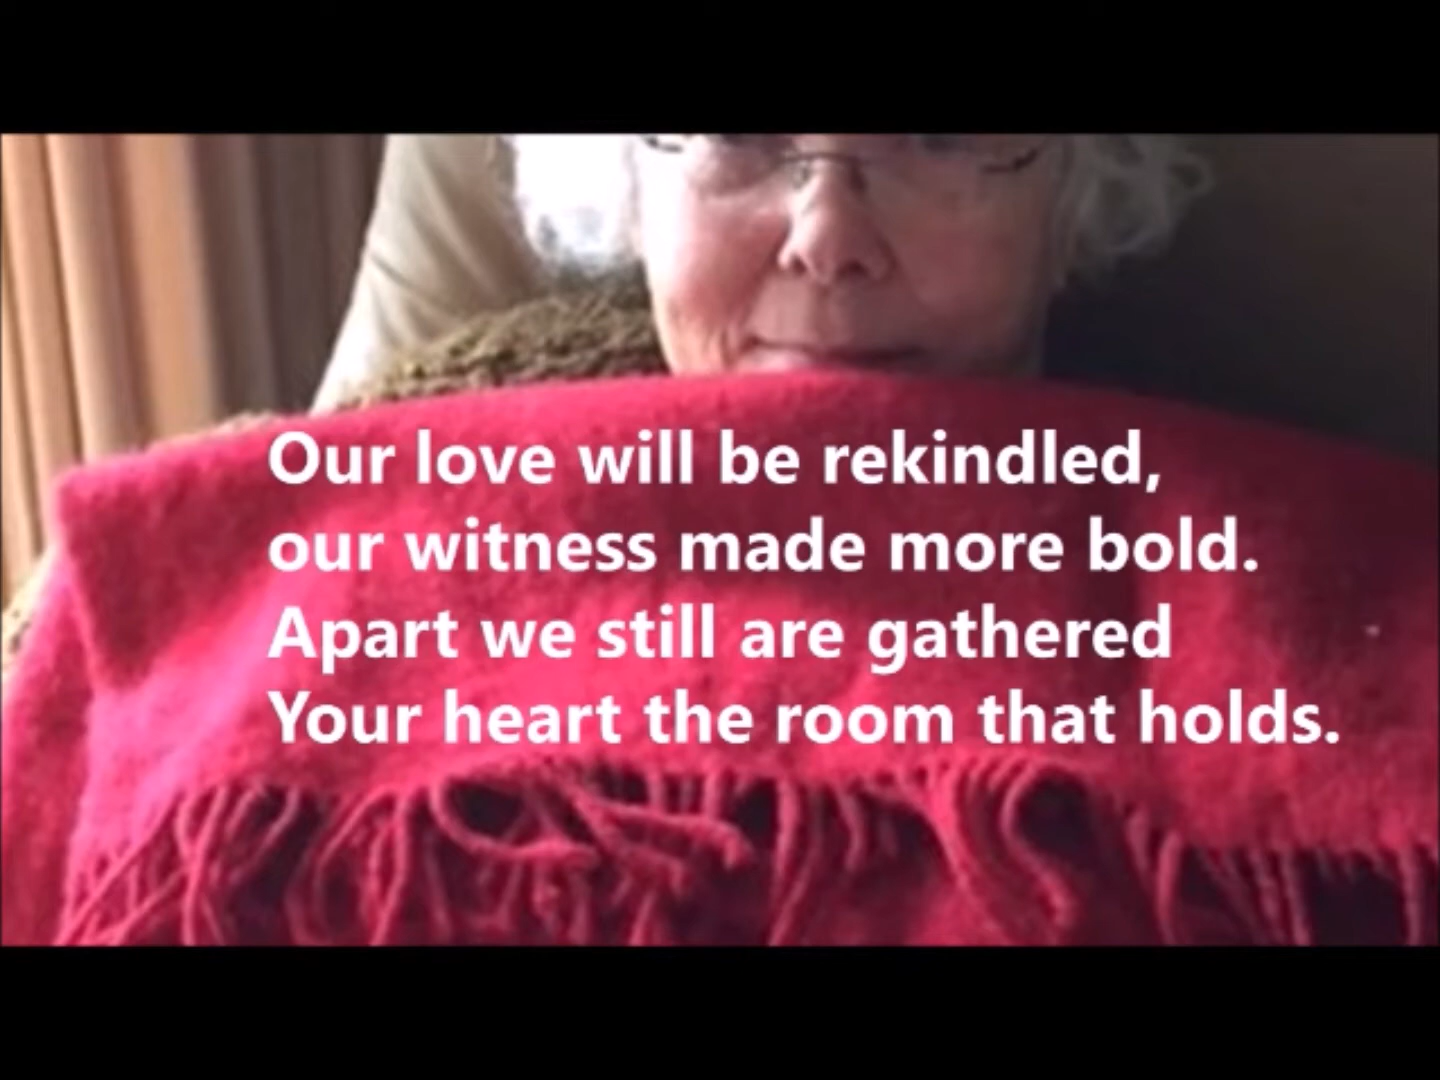 Our love will be rekindled,
our witness made more bold.
Apart we still are gathered
Your heart the room that holds.